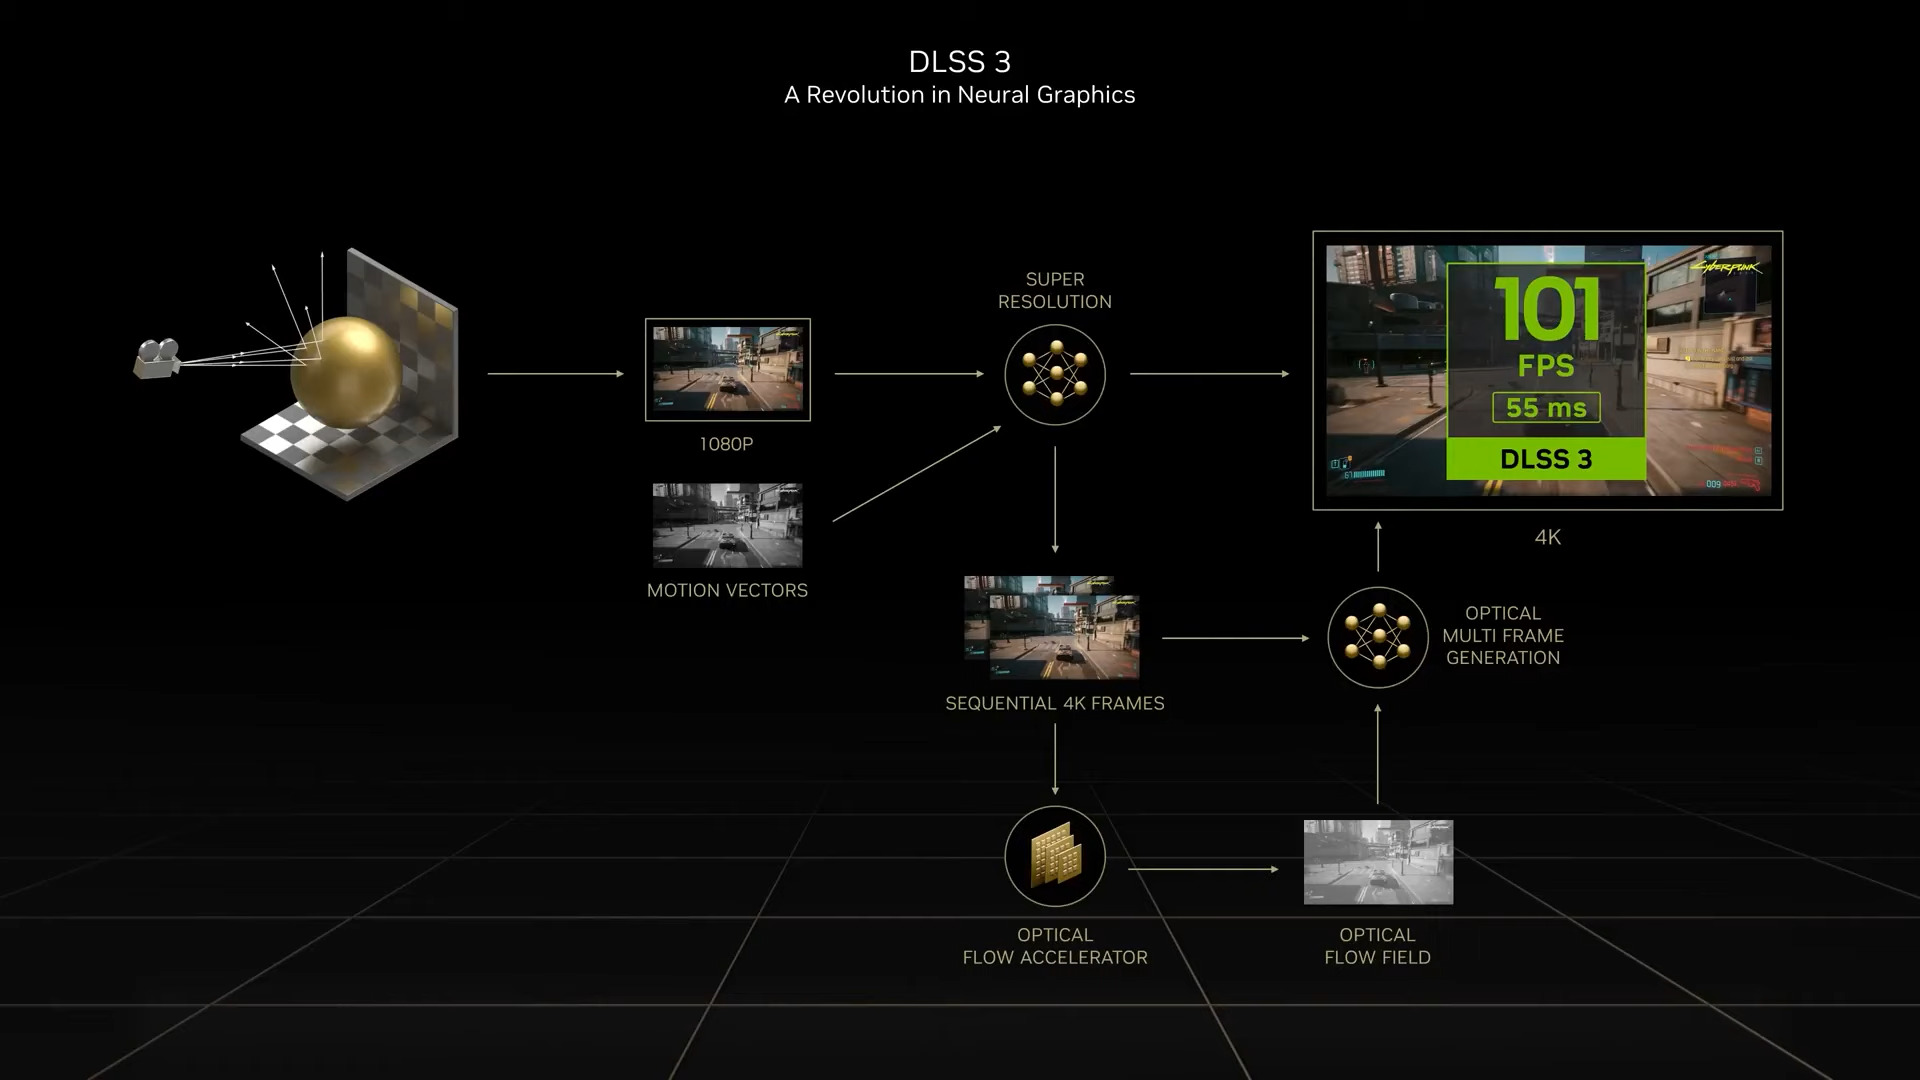 DLSS 3
A Revolution in Neural Graphics
SUPER
RESOLUTION
1080P
MOTION VECTORS
CYBERPUNK
101
FPS
55 ms
DLSS 3
4K
SEQUENTIAL 4K FRAMES
OPTICAL
MULTI FRAME
GENERATION
OPTICAL
FLOW ACCELERATOR
OPTICAL
FLOW FIELD